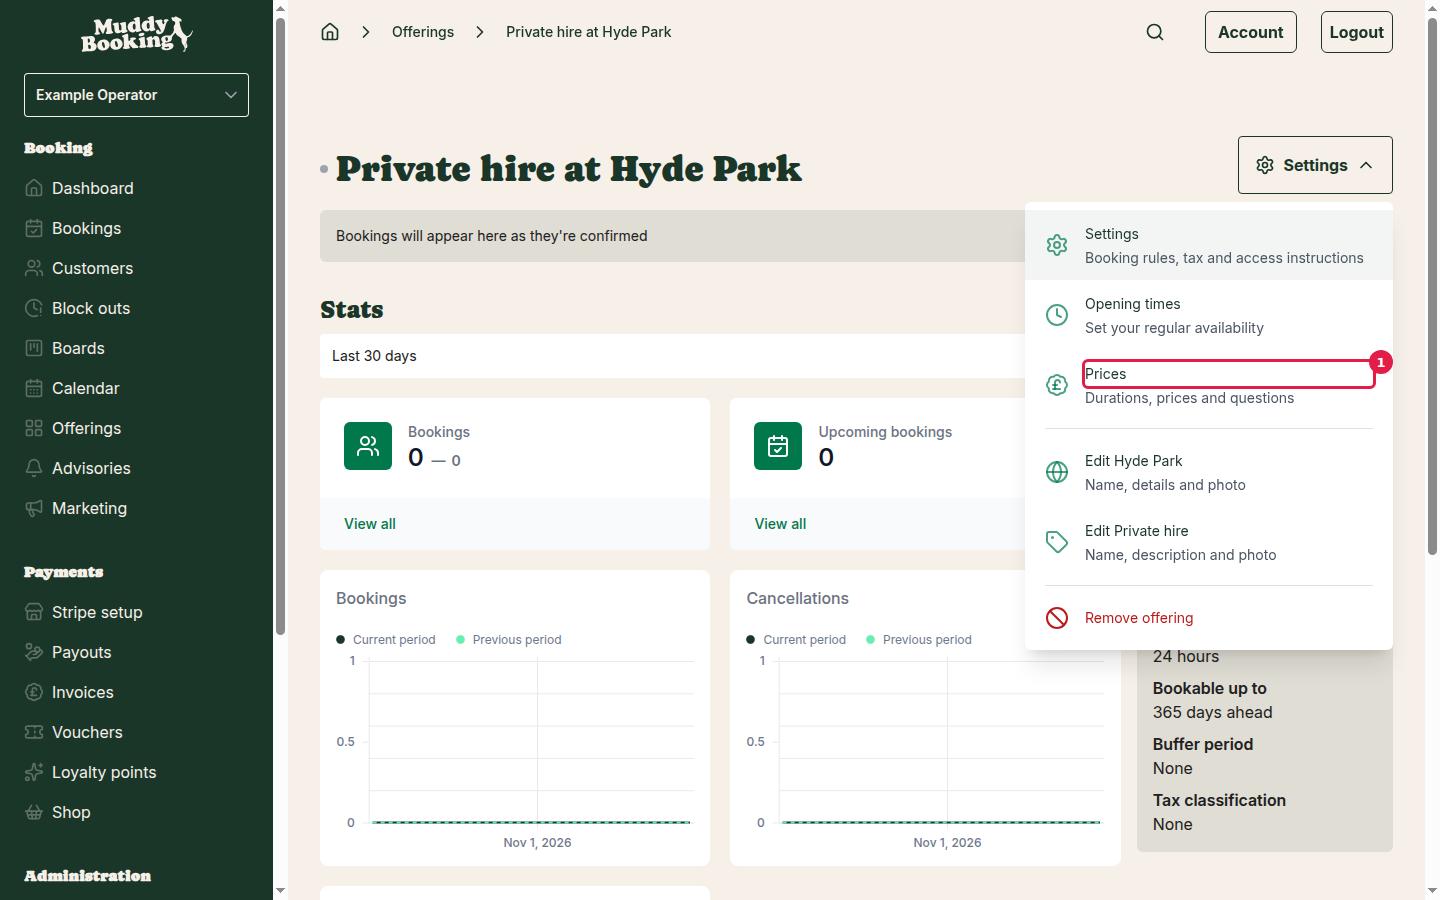 Muddy
Booking
Example Operator
Booking
Dashboard
Bookings
Customers
Block outs
Boards
Calendar
Offerings
Advisories
Marketing
Payments
Stripe setup
Payouts
Invoices
Vouchers
Loyalty points
Shop
Administration
Offerings
Private hire at Hyde Park
Account
Logout
Private hire at Hyde Park
Settings
Bookings will appear here as they're confirmed
Settings
Booking rules, tax and access instructions
Opening times
Set your regular availability
Prices
1
Durations, prices and questions
Edit Hyde Park
Name, details and photo
Edit Private hire
Name, description and photo
Remove offering
Stats
Last 30 days
Bookings
0 — 0
View all
Upcoming bookings
0
View all
Bookings
Current period
Previous period
1
0.5
0
Nov 1, 2026
Cancellations
Current period
Previous period
1
0.5
0
Nov 1, 2026
24 hours
Bookable up to
365 days ahead
Buffer period
None
Tax classification
None